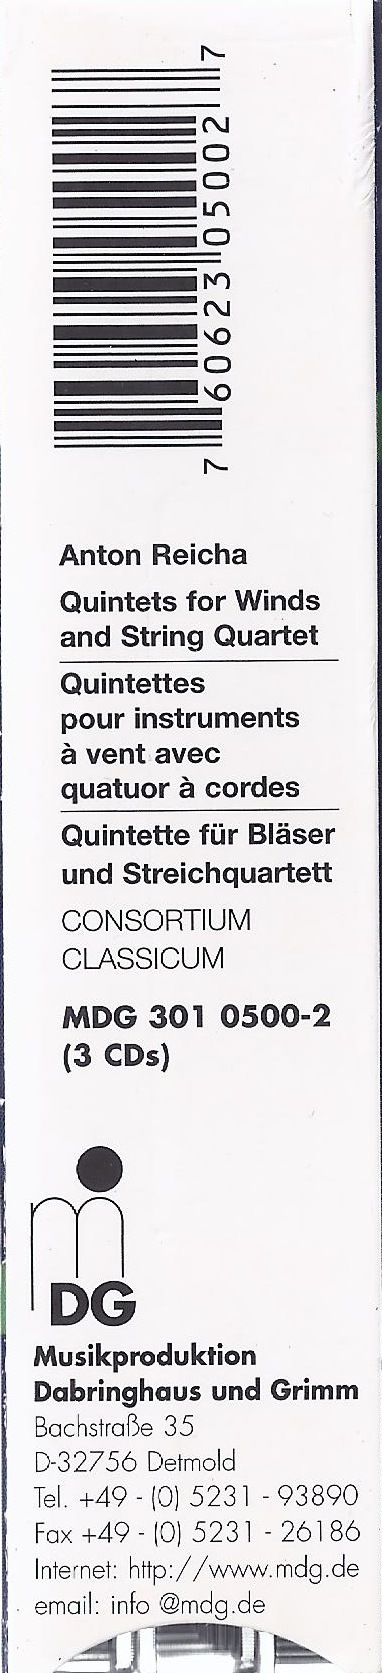 7 60623 05002 7
Anton Reicha
Quintets for Winds
and String Quartet
Quintettes
pour instruments
à vent avec
quatuor à cordes
Quintette für Bläser
und Streichquartett
CONSORTIUM
CLASSICUM
MDG 301 0500-2
(3 CDs)
m
DG
Musikproduktion
Dabringhaus und Grimm
Bachstraße 35
D-32756 Detmold
Tel. +49 - (0) 5231 - 93890
Fax +49 - (0) 5231 - 26186
Internet: http://www.mdg.de
email: info @mdg.de